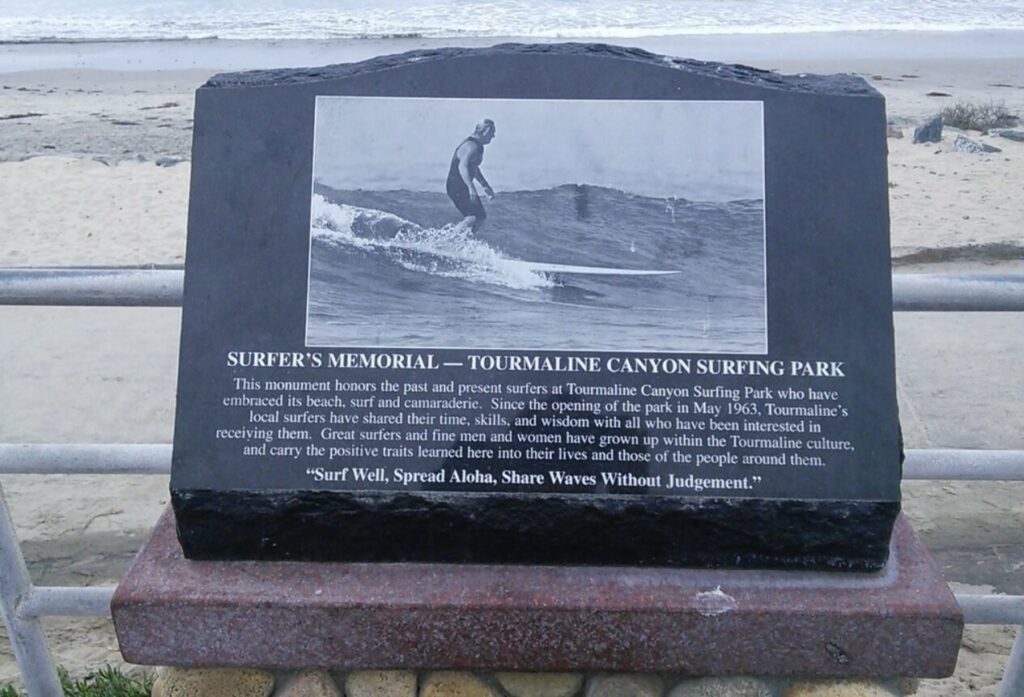 SURFER'S MEMORIAL — TOURMALINE CANYON SURFING PARK
This monument honors the past and present surfers at Tourmaline Canyon Surfing Park who have
embraced its beach, surf and camaraderie. Since the opening of the park in May 1963, Tourmaline's
local surfers have shared their time, skills, and wisdom with all who have been interested in
receiving them. Great surfers and fine men and women have grown up within the Tourmaline culture,
and carry the positive traits learned here into their lives and those of the people around them.
“Surf Well, Spread Aloha, Share Waves Without Judgement.”